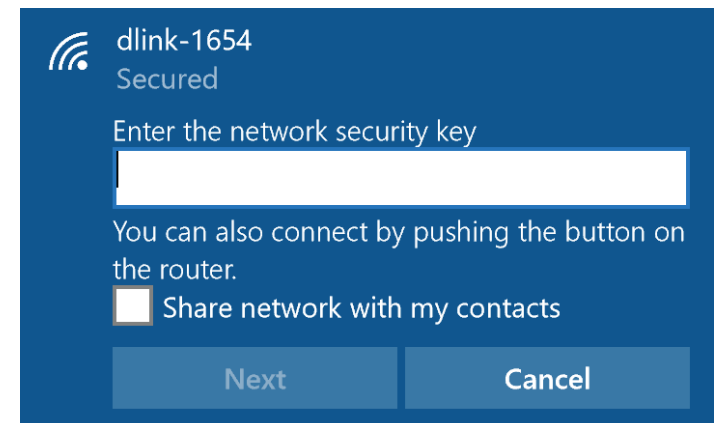 dlink-1654
Secured
Enter the network security key
You can also connect by pushing the button on
the router.
Share network with my contacts
Next
Cancel